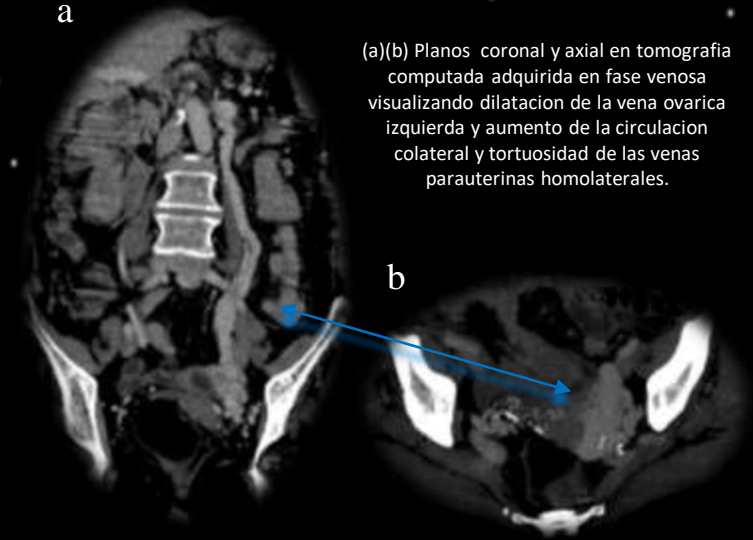 a
(a)(b) Planos coronal y axial en tomografia
computada adquirida en fase venosa
visualizando dilatacion de la vena ovarica
izquierda y aumento de la circulacion
colateral y tortuosidad de las venas
parauterinas homolaterales.
b